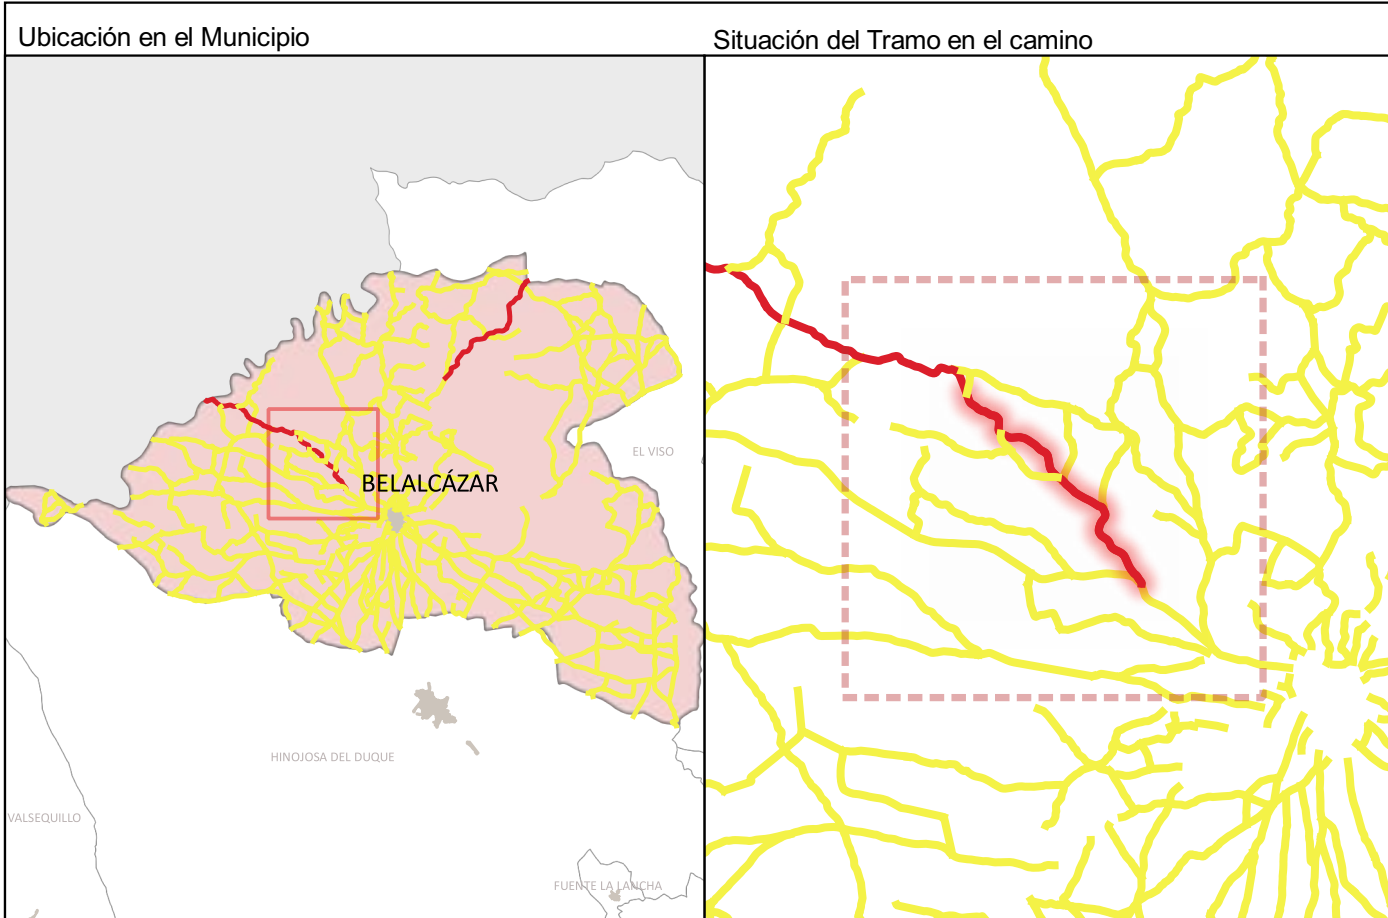 Ubicación en el Municipio
Situación del Tramo en el camino
EL VISO
BELALCÁZAR
HINOJOSA DEL DUQUE
VALSEQUILLO
FUENTE LA LANCHA